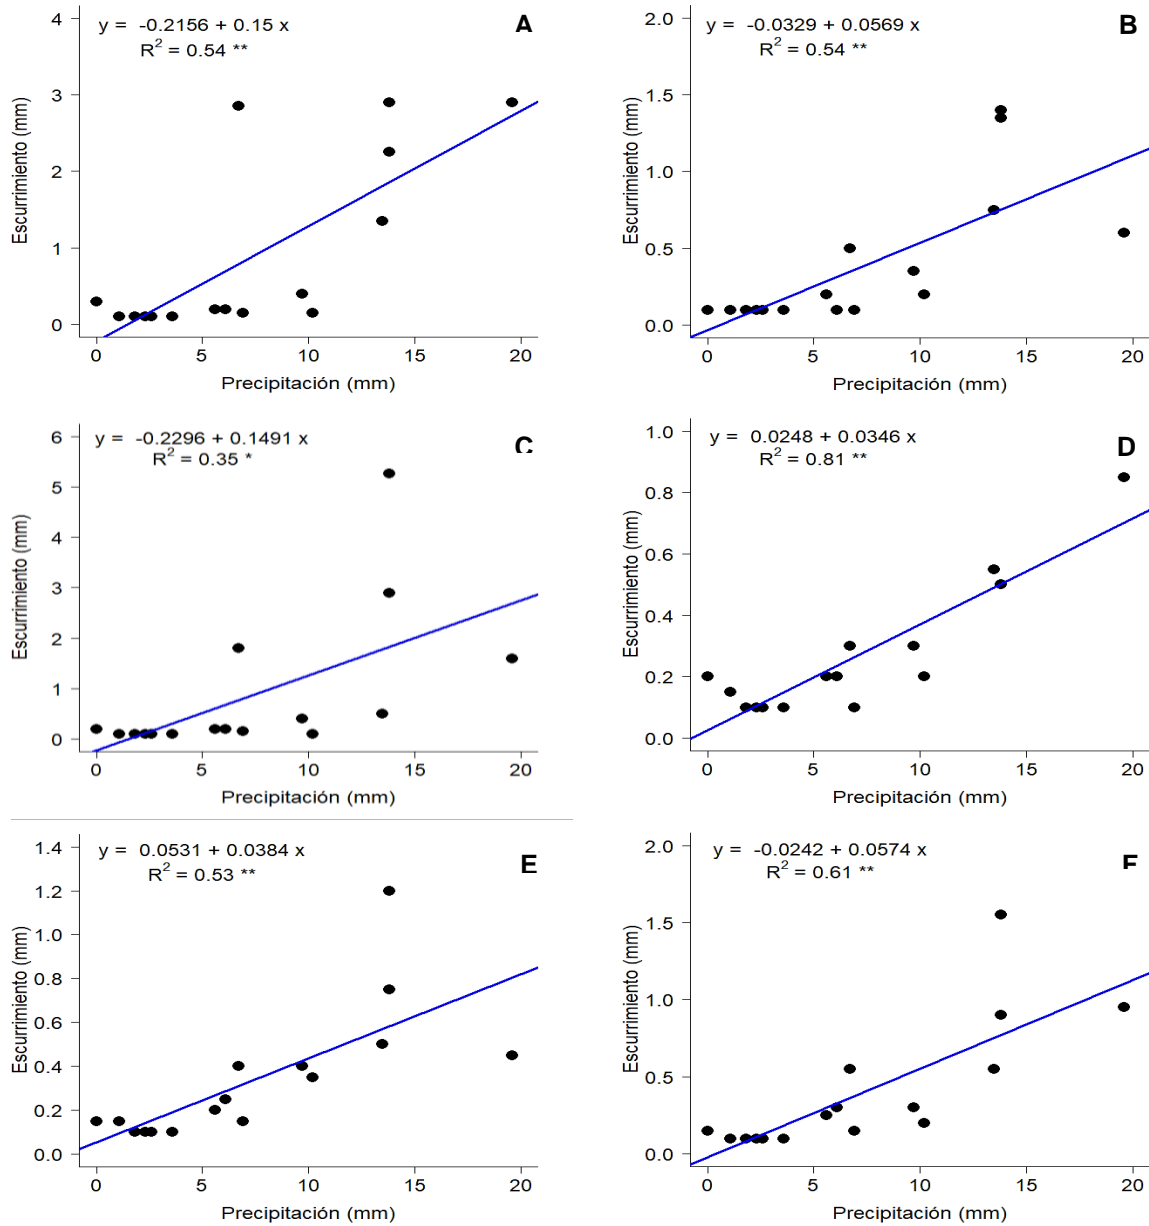 y = -0.2156 + 0.15 x
R² = 0.54 **
A
4
3
2
1
0
Escurrimiento (mm)
0 5 10 15 20
Precipitación (mm)
y = -0.0329 + 0.0569 x
R² = 0.54 **
B
2.0
1.5
1.0
0.5
0.0
Escurrimiento (mm)
0 5 10 15 20
Precipitación (mm)
y = -0.2296 + 0.1491 x
R² = 0.35 *
C
6
5
4
3
2
1
0
Escurrimiento (mm)
0 5 10 15 20
Precipitación (mm)
y = 0.0248 + 0.0346 x
R² = 0.81 **
D
1.0
0.8
0.6
0.4
0.2
0.0
Escurrimiento (mm)
0 5 10 15 20
Precipitación (mm)
y = 0.0531 + 0.0384 x
R² = 0.53 **
E
1.4
1.2
1.0
0.8
0.6
0.4
0.2
0.0
Escurrimiento (mm)
0 5 10 15 20
Precipitación (mm)
y = -0.0242 + 0.0574 x
R² = 0.61 **
F
2.0
1.5
1.0
0.5
0.0
Escurrimiento (mm)
0 5 10 15 20
Precipitación (mm)